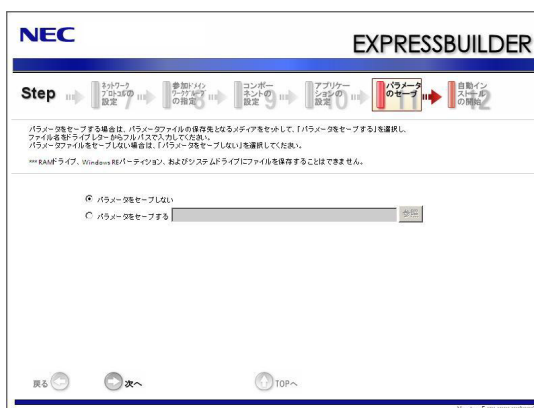 NEC
EXPRESSBUILDER
Step
ネットワーク
プロトコルの
設定 7
参加ドメイン
ワークグループ
の指定 8
コンポー
ネントの
設定 9
アプリケー
ションの
設定 10
パラメータ
のセーブ 11
自動イン
ストール
の開始 12
パラメータをセーブする場合は、パラメータファイルの保存先となるメディアをセットして、「パラメータをセーブする」を選択し、
ファイル名をドライブレターからフルパスで入力してください。
パラメータファイルをセーブしない場合は、「パラメータをセーブしない」を選択してください。
*** RAMドライブ、Windows REパーティション、およびシステムドライブにファイルを保存することはできません。
パラメータをセーブしない
パラメータをセーブする
参照
戻る
次へ
TOPへ